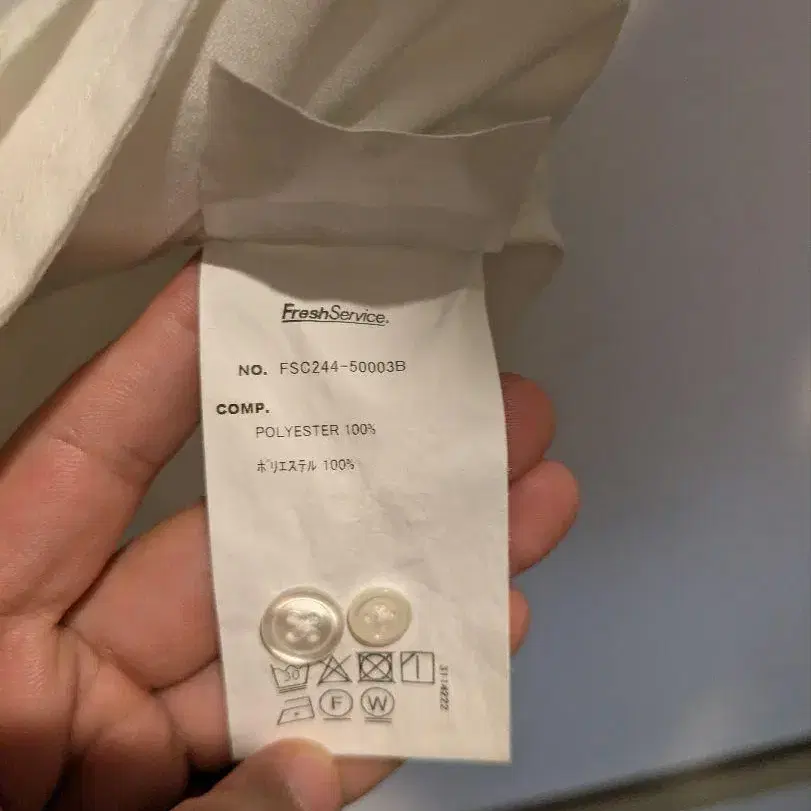 FreshService.
NO. FSC244-50003B
COMP.
POLYESTER 100%
ポリエステル 100%
30
F W